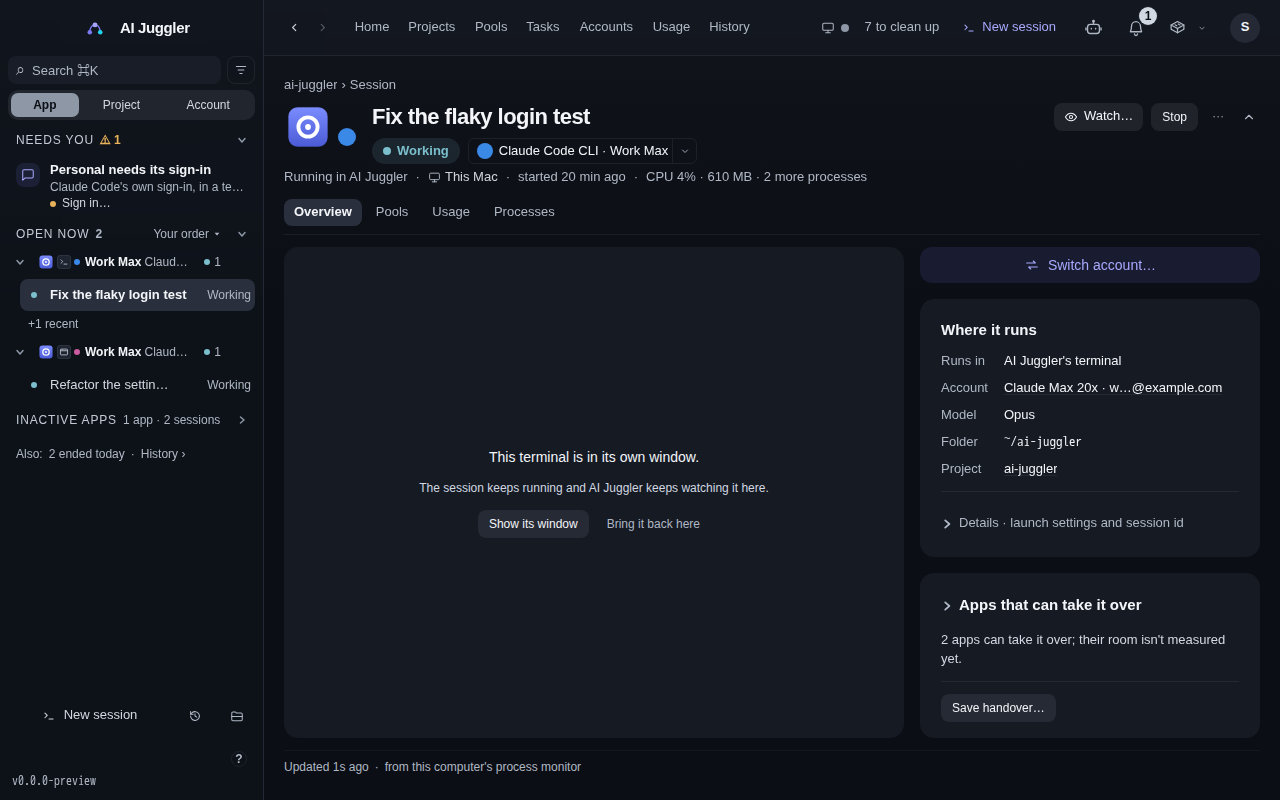 AI Juggler
Search ⌘K
App Project Account
NEEDS YOU 1
Personal needs its sign-in
Claude Code's own sign-in, in a te…
Sign in…
OPEN NOW 2 Your order
Work Max Claud… 1
Fix the flaky login test Working
+1 recent
Work Max Claud… 1
Refactor the settin… Working
INACTIVE APPS 1 app · 2 sessions
Also: 2 ended today · History ›
New session
?
v0.0.0-preview
Home Projects Pools Tasks Accounts Usage History 7 to clean up New session 1 S
ai-juggler › Session
Fix the flaky login test
Watch… Stop ···
Working Claude Code CLI · Work Max
Running in AI Juggler · This Mac · started 20 min ago · CPU 4% · 610 MB · 2 more processes
Overview Pools Usage Processes
This terminal is in its own window.
The session keeps running and AI Juggler keeps watching it here.
Show its window Bring it back here
Switch account…
Where it runs
Runs in AI Juggler's terminal
Account Claude Max 20x · w…@example.com
Model Opus
Folder ~/ai-juggler
Project ai-juggler
Details · launch settings and session id
Apps that can take it over
2 apps can take it over; their room isn't measured
yet.
Save handover…
Updated 1s ago · from this computer's process monitor